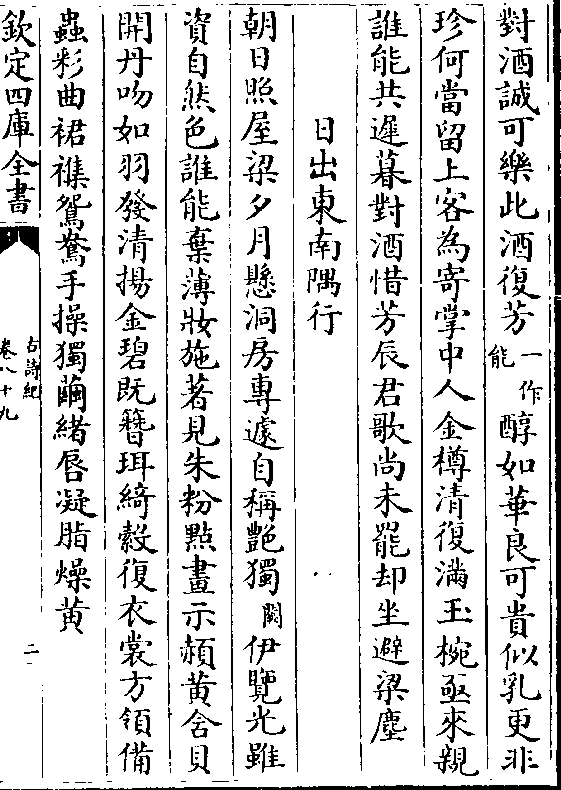 對酒誠可樂此酒復芳一作能醇如華良可貴似乳更非
珍何當留上客為寄掌中人金樽清復滿玉椀亟來親
誰能共遲暮對酒惜芳辰君歌尚未罷却坐避梁塵
日出東南隅行
朝日照屋梁夕月懸洞房專遽自稱艷獨闕伊覽光雖
資自然色誰能棄薄妝施著見朱粉點畫示赬黄含貝
開丹吻如羽發清揚金碧既簪珥綺縠復衣裳方領備
蟲彩曲裙襍鴛鴦手操獨繭緒唇凝脂燥黄
欽定四庫全書
古詩紀
卷八十九
二